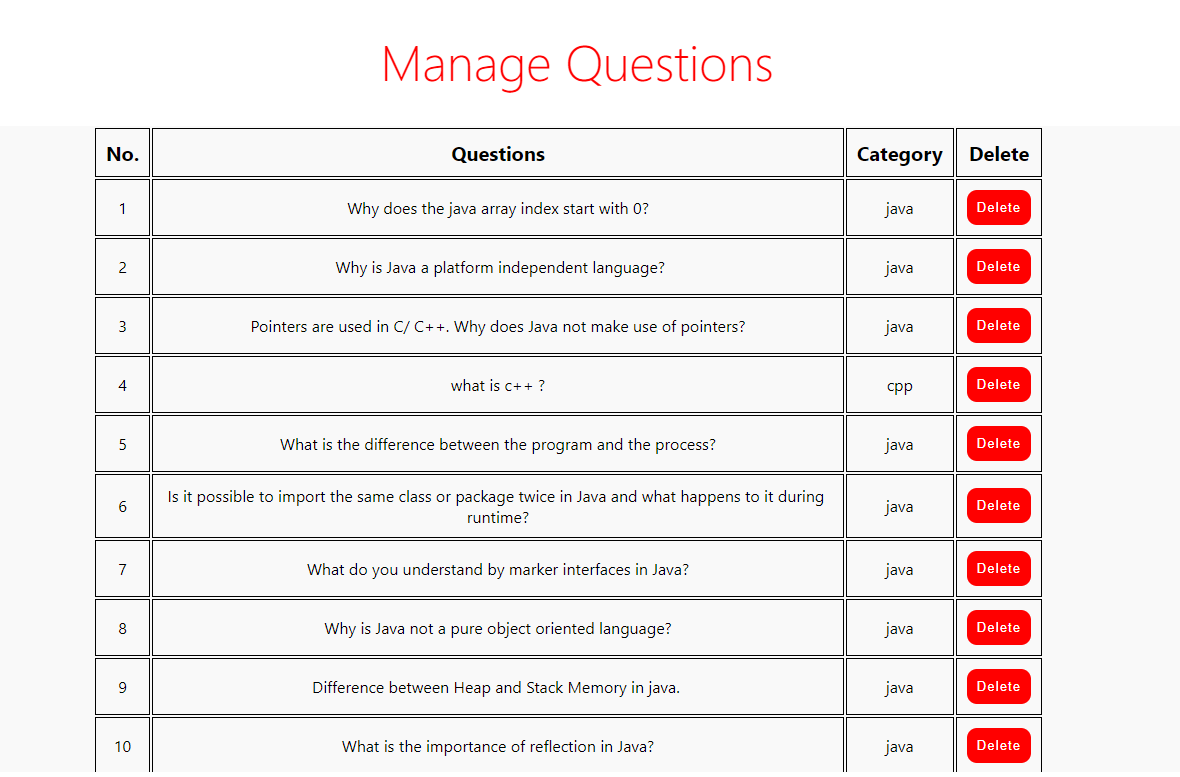 Manage Questions
No. Questions Category Delete
1 Why does the java array index start with 0? java Delete
2 Why is Java a platform independent language? java Delete
3 Pointers are used in C/ C++. Why does Java not make use of pointers? java Delete
4 what is c++ ? cpp Delete
5 What is the difference between the program and the process? java Delete
6 Is it possible to import the same class or package twice in Java and what happens to it during
runtime? java Delete
7 What do you understand by marker interfaces in Java? java Delete
8 Why is Java not a pure object oriented language? java Delete
9 Difference between Heap and Stack Memory in java. java Delete
10 What is the importance of reflection in Java? java Delete